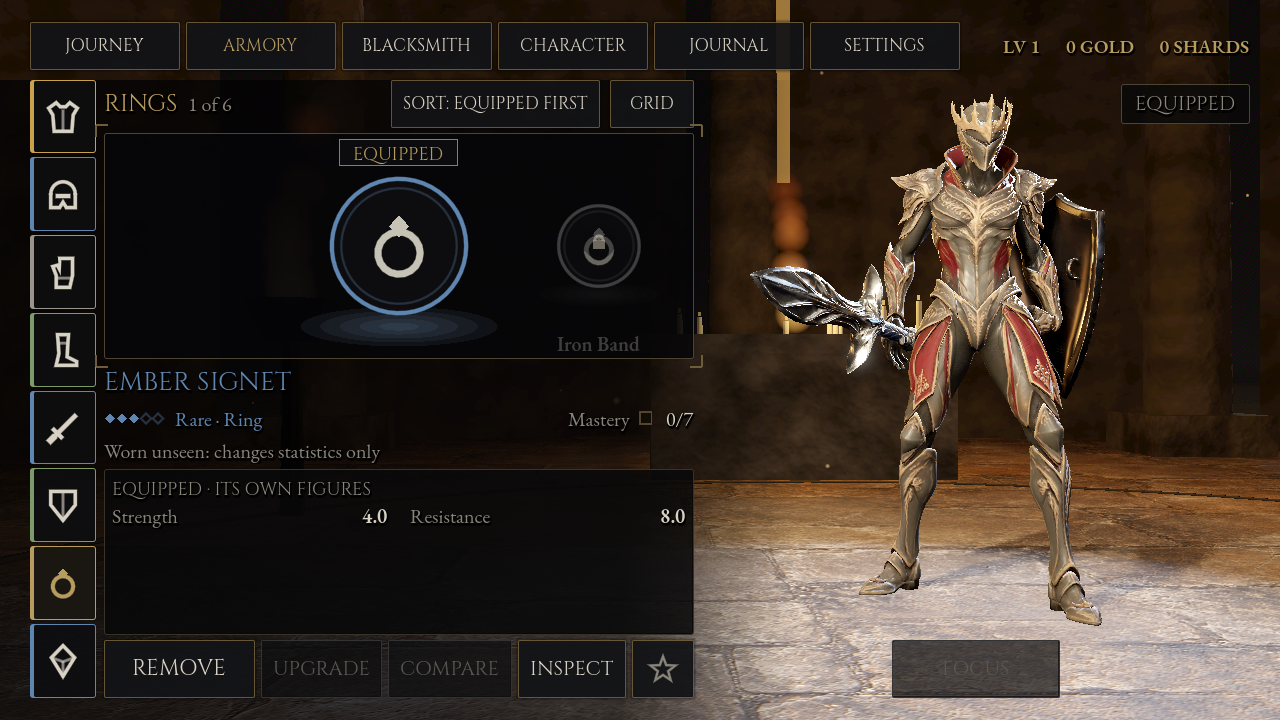 JOURNEY
ARMORY
BLACKSMITH
CHARACTER
JOURNAL
SETTINGS
LV 1
0 GOLD
0 SHARDS
RINGS 1 of 6
SORT: EQUIPPED FIRST
GRID
EQUIPPED
EQUIPPED
Iron Band
EMBER SIGNET
Rare · Ring
Mastery 0/7
Worn unseen: changes statistics only
EQUIPPED · ITS OWN FIGURES
Strength 4.0 Resistance 8.0
REMOVE
UPGRADE
COMPARE
INSPECT
FOCUS